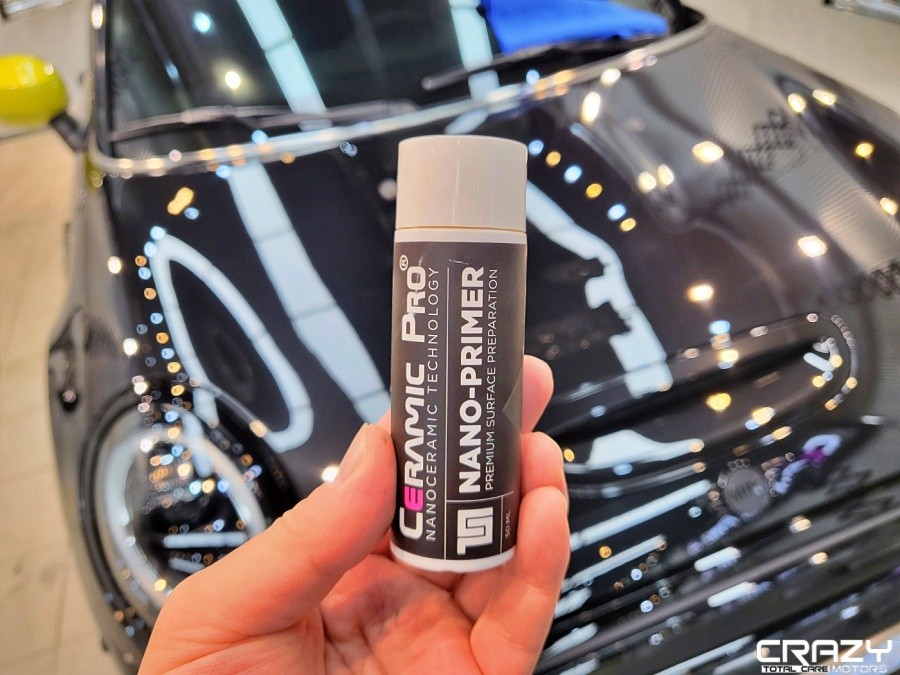 CERAMIC PRO®
NANOCERAMIC TECHNOLOGY
NANO-PRIMER
PREMIUM SURFACE PREPARATION
50 ML
CRAZY
TOTAL CARE MOTORS